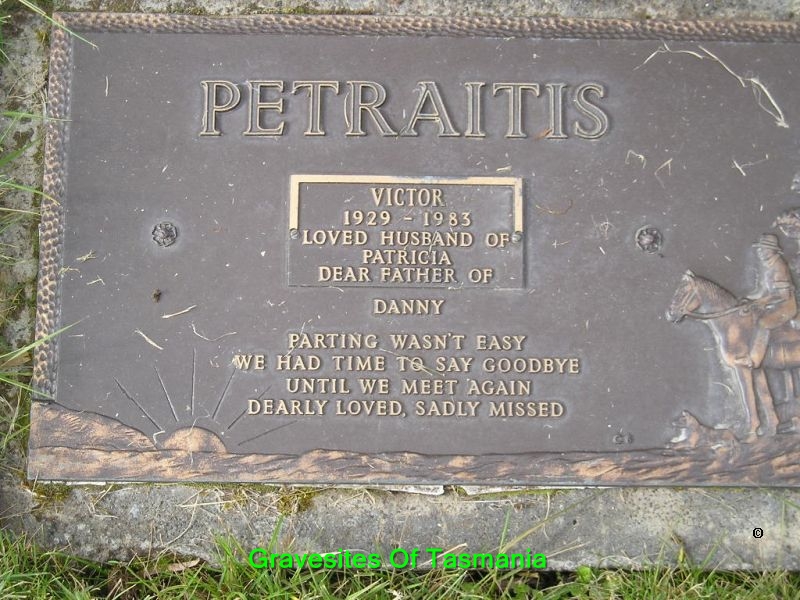 PETRAITIS
VICTOR
1929 - 1983
LOVED HUSBAND OF
PATRICIA
DEAR FATHER OF
DANNY
PARTING WASN'T EASY
WE HAD TIME TO SAY GOODBYE
UNTIL WE MEET AGAIN
DEARLY LOVED, SADLY MISSED
©
Gravesites Of Tasmania